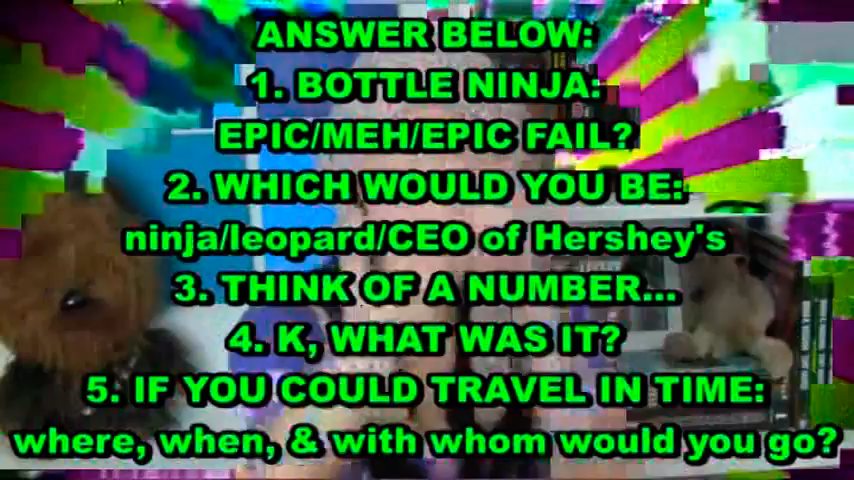 ANSWER BELOW:
1. BOTTLE NINJA:
EPIC/MEH/EPIC FAIL?
2. WHICH WOULD YOU BE:
ninja/leopard/CEO of Hershey's
3. THINK OF A NUMBER...
4. K, WHAT WAS IT?
5. IF YOU COULD TRAVEL IN TIME:
where, when, & with whom would you go?